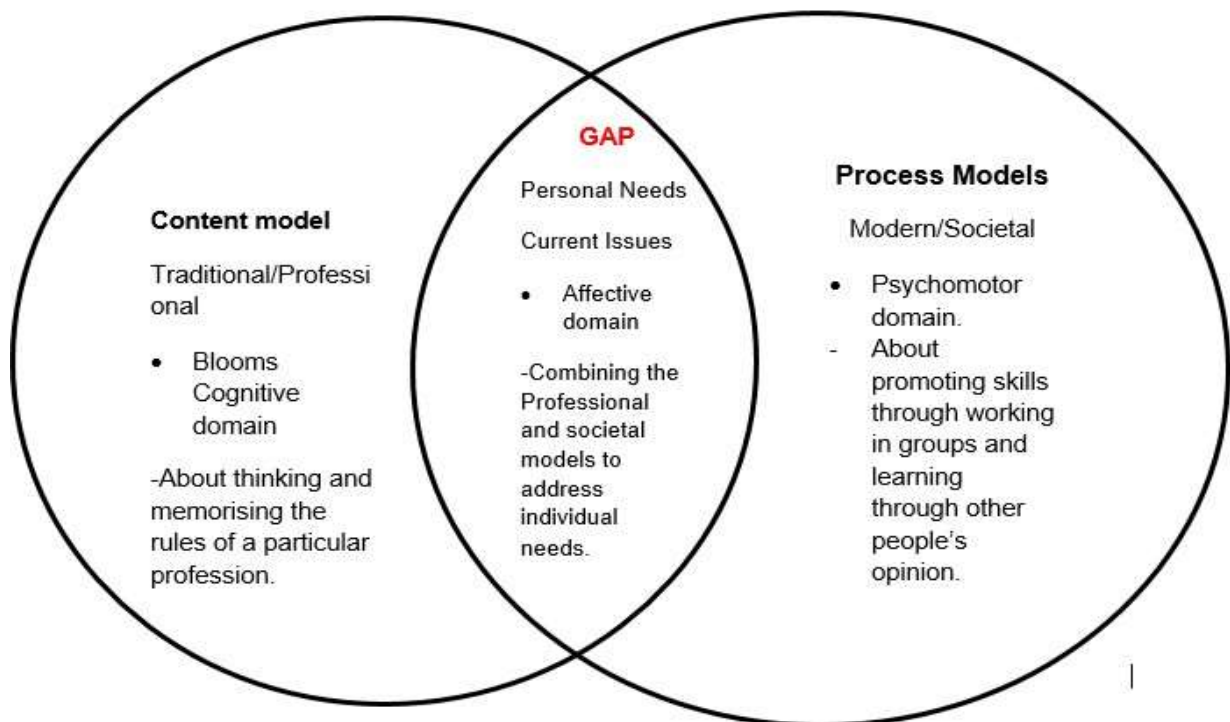 Content model
Traditional/Professi
onal
• Blooms
Cognitive
domain
-About thinking and
memorising the
rules of a particular
profession.
GAP
Personal Needs
Current Issues
• Affective
domain
-Combining the
Professional
and societal
models to
address
individual
needs.
Process Models
Modern/Societal
• Psychomotor
domain.
- About
promoting skills
through working
in groups and
learning
through other
people’s
opinion.